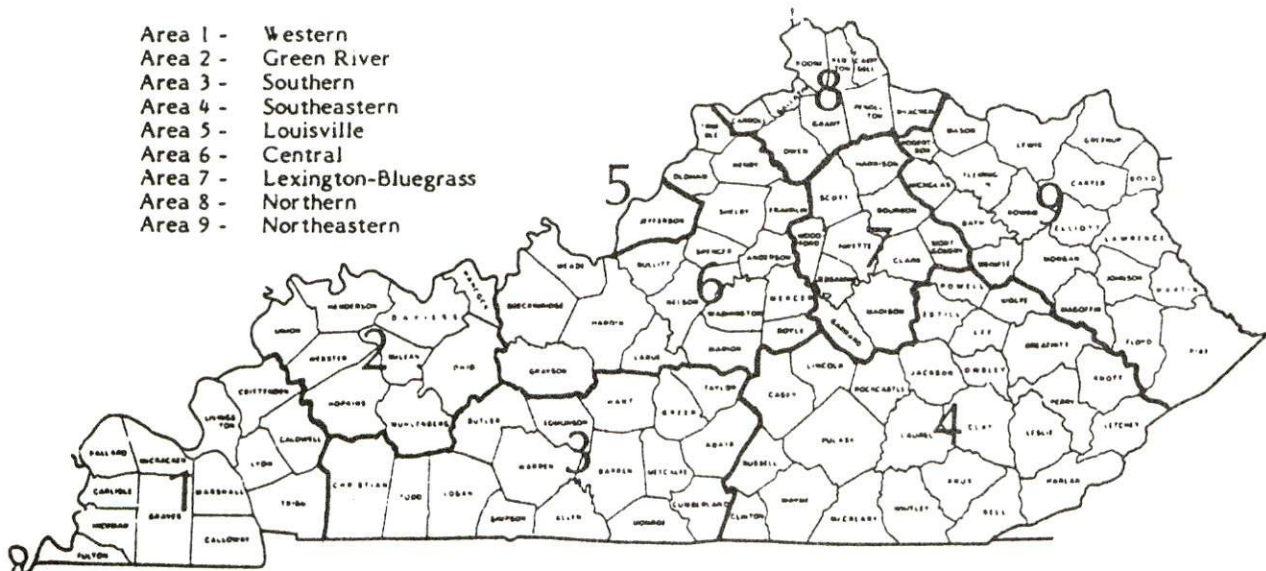 Area 1 - Western
Area 2 - Green River
Area 3 - Southern
Area 4 - Southeastern
Area 5 - Louisville
Area 6 - Central
Area 7 - Lexington-Bluegrass
Area 8 - Northern
Area 9 - Northeastern
8
GRANT
OWEN
MASON
LEWIS
GREENUP
CARTER
BOYD
HENRY
HARRISON
NICHOLAS
OLDHAM
5
JEFFERSON
SHELBY
FRANKLIN
SCOTT
BOURBON
BATH
9
ELLIOTT
LAWRENCE
SPENCER
ANDERSON
WOODFORD
FAYETTE
7
CLARK
MONTGOMERY
MORGAN
JOHNSON
MARTIN
MEADE
BULLITT
NELSON
6
MERCER
WASHINGTON
MADISON
POWELL
WOLFE
MAGOFFIN
ESTILL
LEE
HANCOCK
BRECKINRIDGE
HARDIN
LARUE
MARION
BOYLE
GARRARD
BREATHITT
FLOYD
PIKE
HENDERSON
DAVIESS
UNION
WEBSTER
2
McLEAN
OHIO
GRAYSON
LINCOLN
JACKSON
OWSLEY
KNOTT
CASEY
ROCKCASTLE
PERRY
HOPKINS
MUHLENBERG
BUTLER
EDMONSON
HART
GREEN
TAYLOR
CRITTENDEN
LIVINGSTON
CALDWELL
LYON
ADAIR
PULASKI
LAUREL
4
CLAY
LESLIE
LETCHER
BALLARD
McCRACKEN
3
WARREN
BARREN
METCALFE
RUSSELL
CARLISLE
1
MARSHALL
TRIGG
CHRISTIAN
TODD
LOGAN
CUMBERLAND
WAYNE
KNOX
HARLAN
GRAVES
SIMPSON
ALLEN
MONROE
CLINTON
McCREARY
WHITLEY
BELL
HICKMAN
CALLOWAY
FULTON